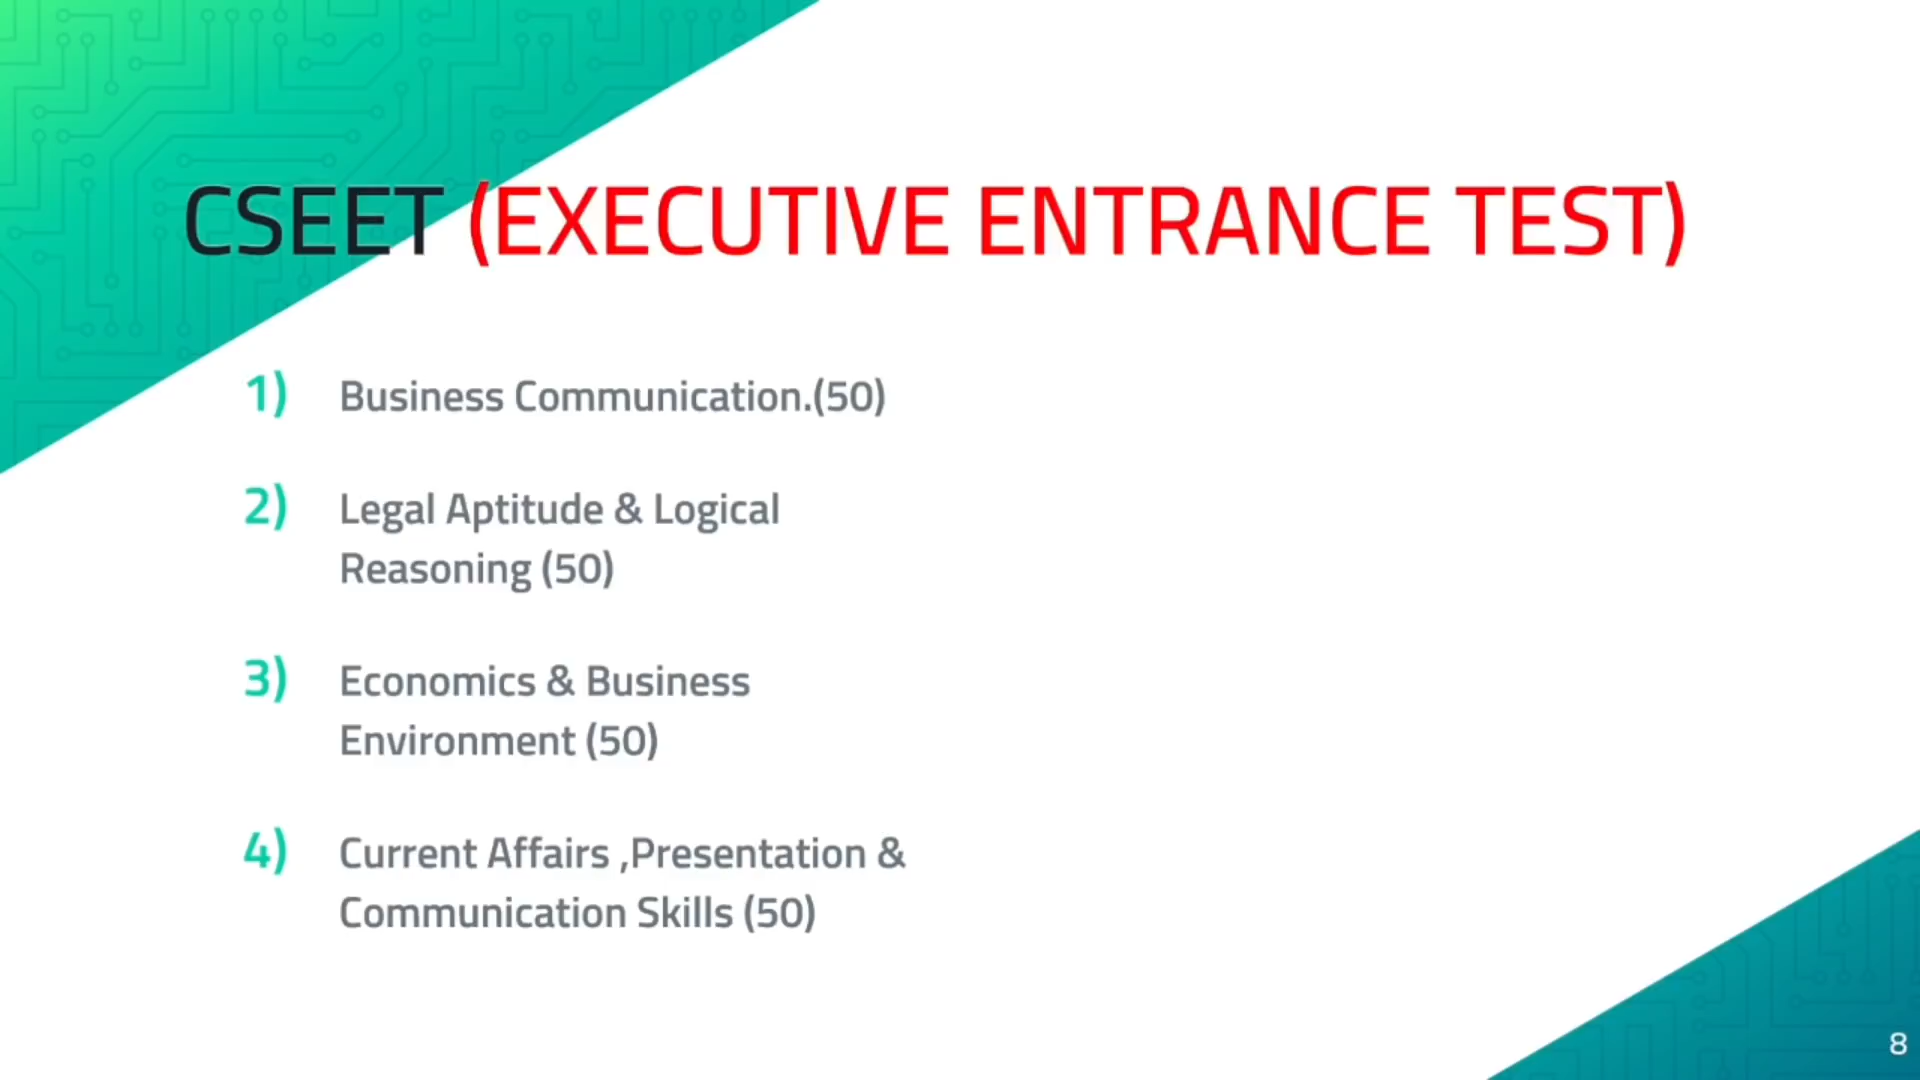 CSEET (EXECUTIVE ENTRANCE TEST)
1) Business Communication.(50)
2) Legal Aptitude & Logical
Reasoning (50)
3) Economics & Business
Environment (50)
4) Current Affairs ,Presentation &
Communication Skills (50)
8